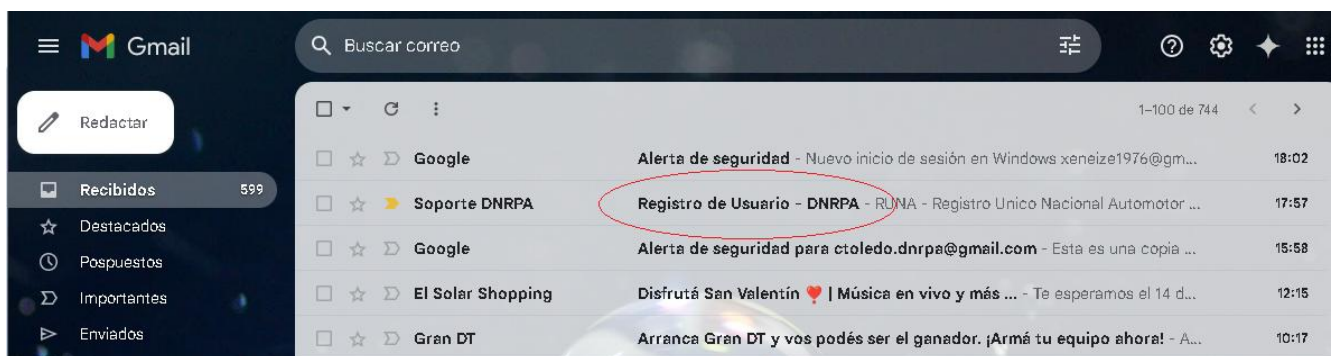 Gmail
Buscar correo
Redactar
1–100 de 744
Google Alerta de seguridad - Nuevo inicio de sesión en Windows xeneize1976@gm... 18:02
Recibidos 599
Soporte DNRPA Registro de Usuario - DNRPA - RUNA - Registro Unico Nacional Automotor ... 17:57
Destacados
Google Alerta de seguridad para ctoledo.dnrpa@gmail.com - Esta es una copia ... 15:58
Pospuestos
Importantes
El Solar Shopping Disfrutá San Valentín ❤️ | Música en vivo y más ... - Te esperamos el 14 d... 12:15
Enviados
Gran DT Arranca Gran DT y vos podés ser el ganador. ¡Armá tu equipo ahora! - A... 10:17